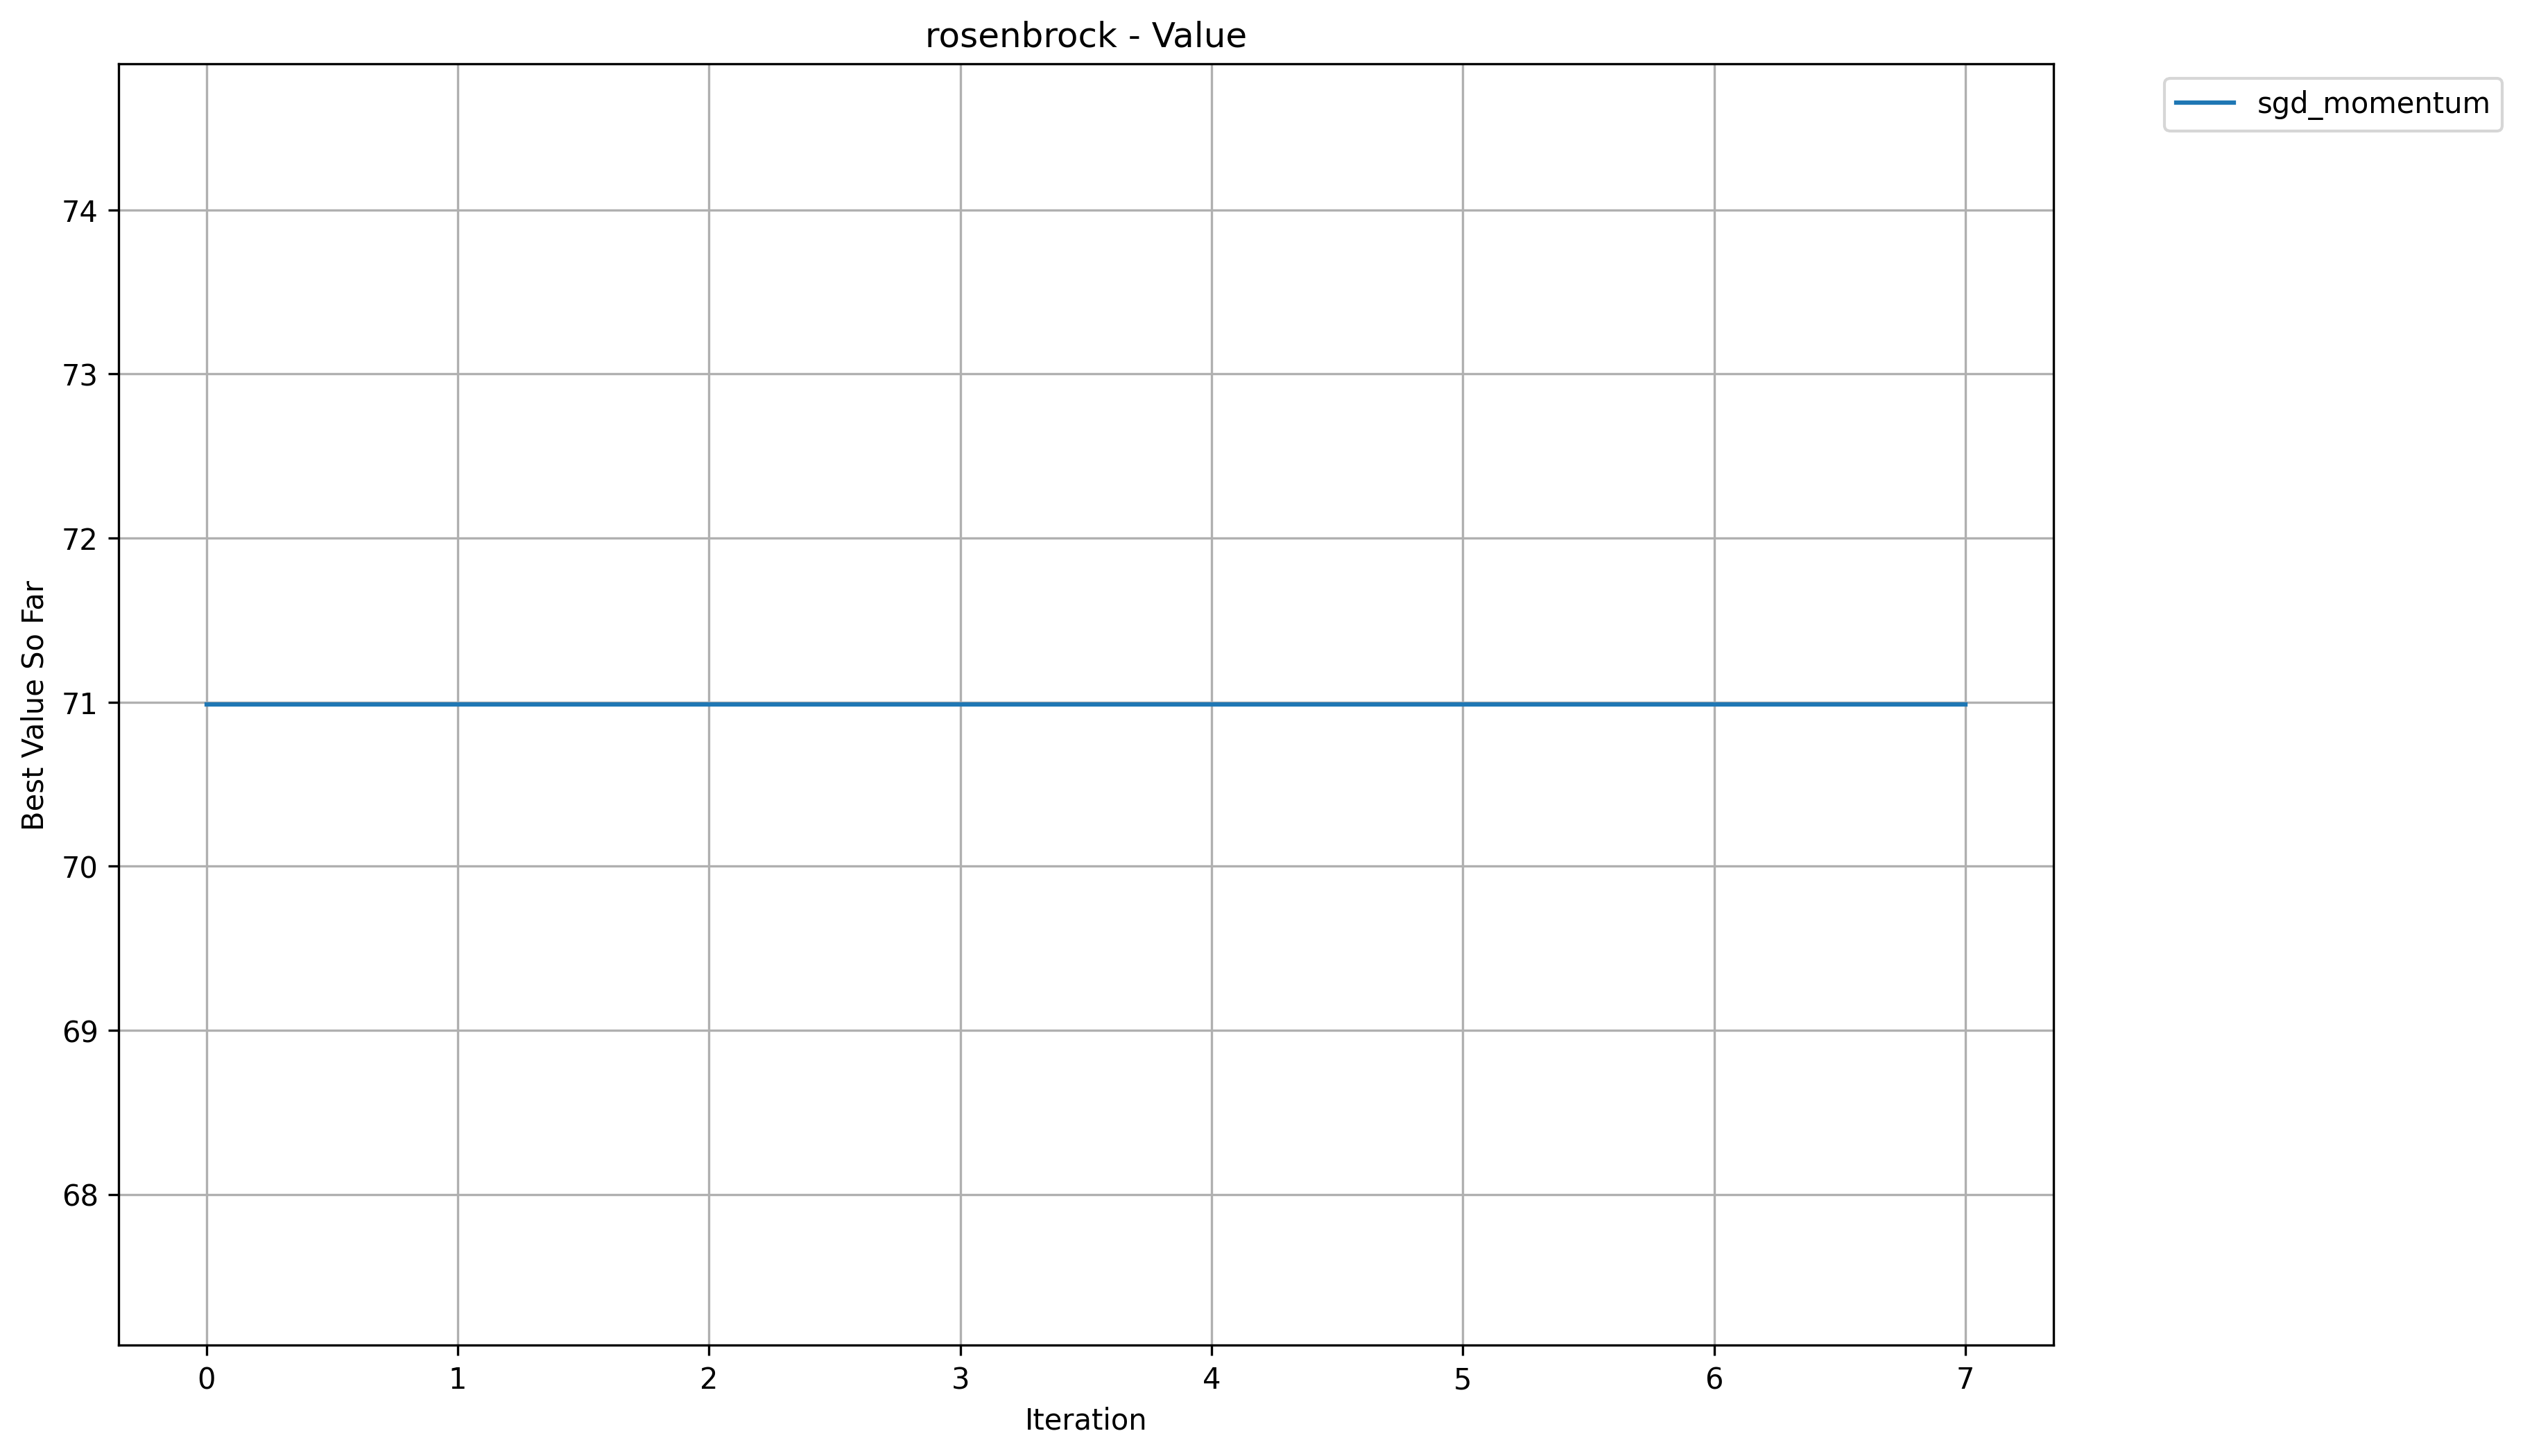 rosenbrock - Value
sgd_momentum
Best Value So Far
74
73
72
71
70
69
68
0 1 2 3 4 5 6 7
Iteration